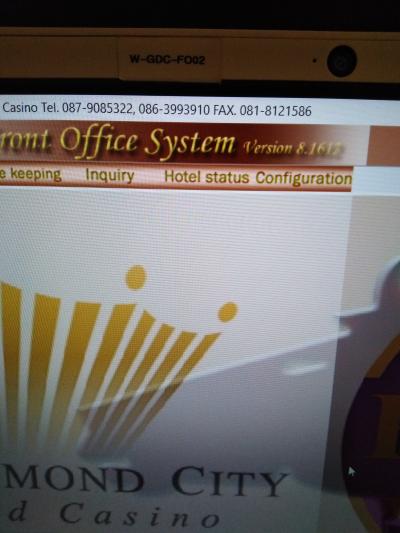 W-GDC-FO02
Casino Tel. 087-9085322, 086-3993910 FAX. 081-8121586
ront Office System Version 8.1612
e keeping Inquiry Hotel status Configuration
MOND CITY
d Casino